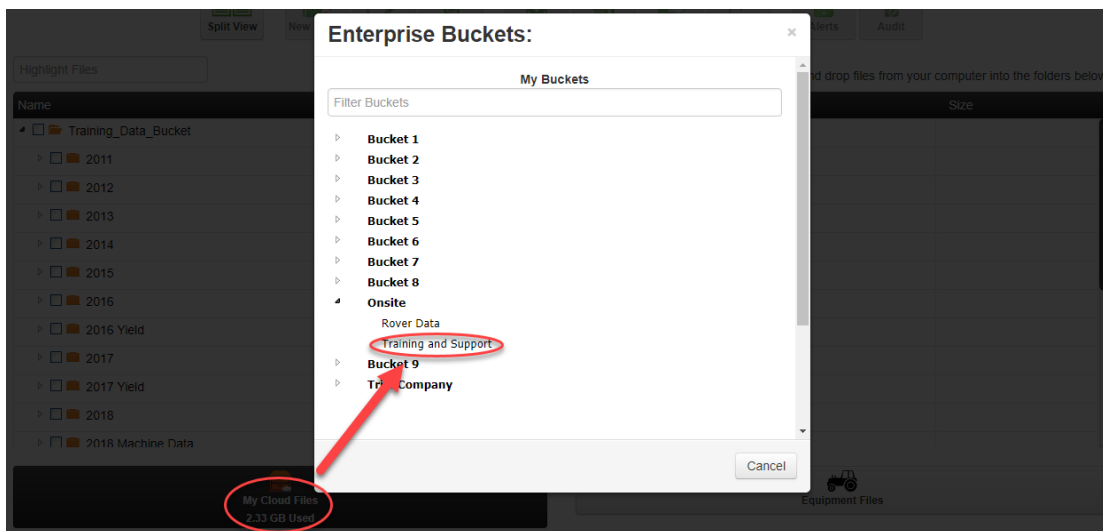 Split View
New
Alerts
Audit
Enterprise Buckets:
×
Highlight Files
nd drop files from your computer into the folders below
My Buckets
Filter Buckets
Name
Size
Training_Data_Bucket
2011
2012
2013
2014
2015
2016
2016 Yield
2017
2017 Yield
2018
2018 Machine Data
Bucket 1
Bucket 2
Bucket 3
Bucket 4
Bucket 5
Bucket 6
Bucket 7
Bucket 8
Onsite
Rover Data
Training and Support
Bucket 9
Company
Cancel
My Cloud Files
2.33 GB Used
Equipment Files